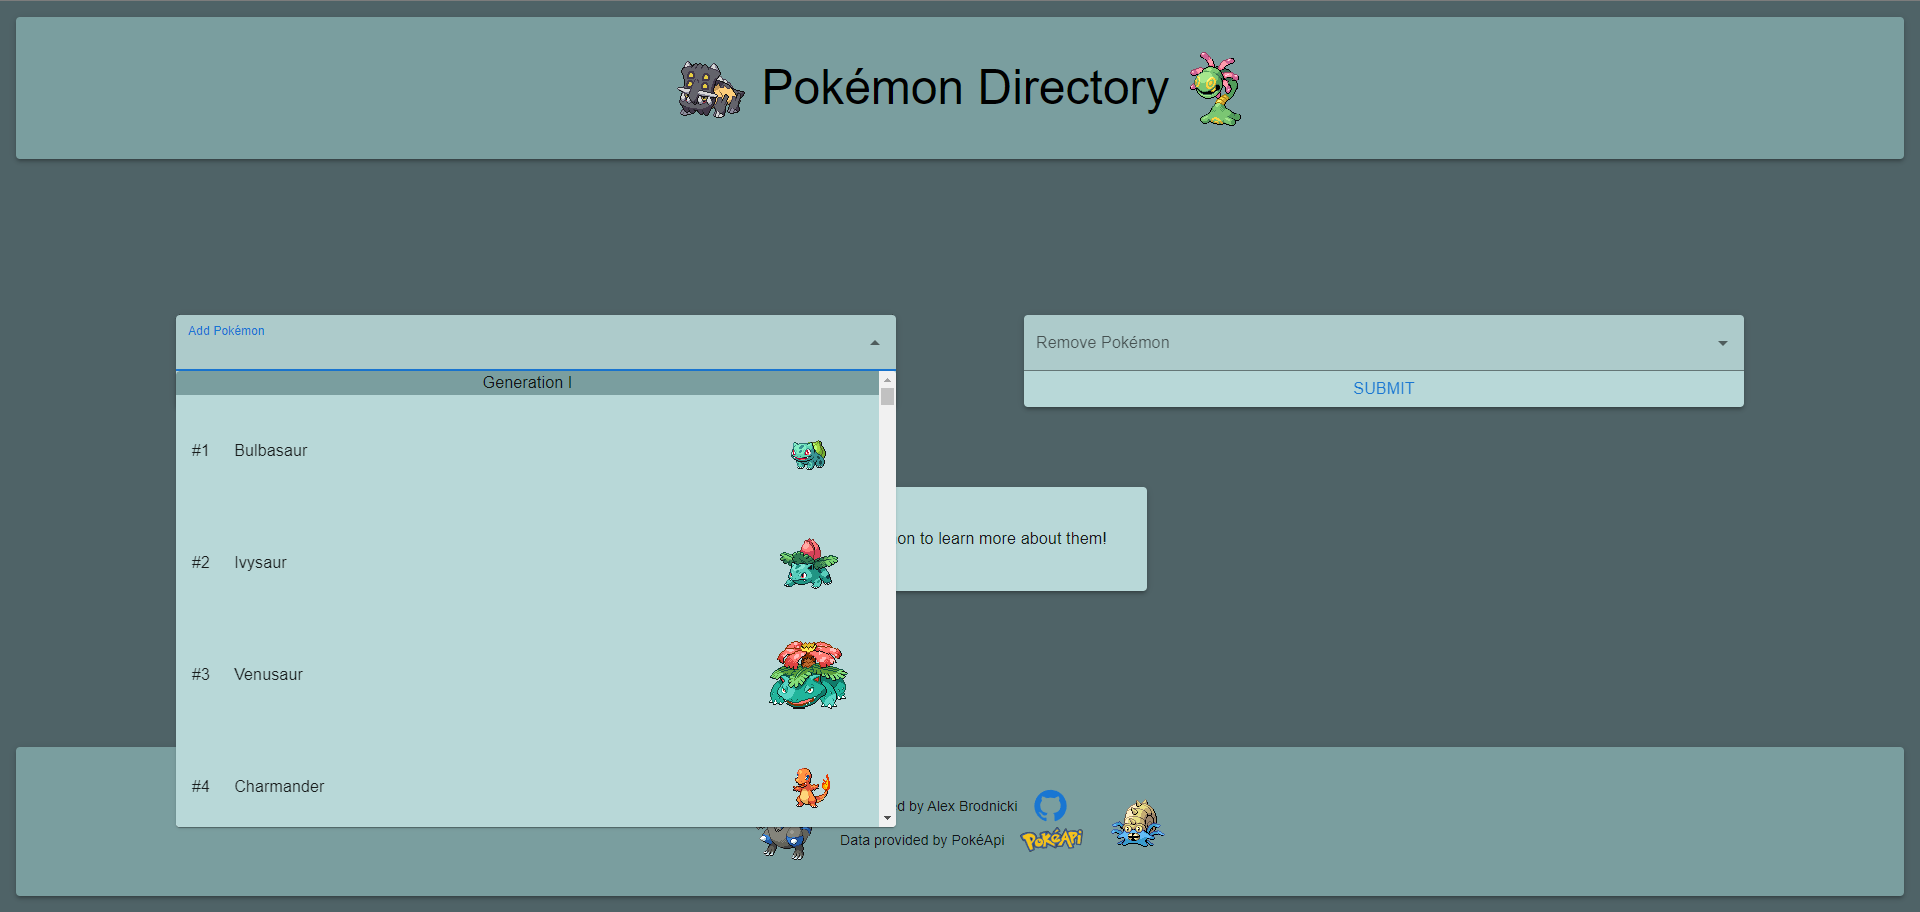 Pokémon Directory
Add Pokémon
Remove Pokémon
SUBMIT
Generation I
#1 Bulbasaur
#2 Ivysaur
#3 Venusaur
#4 Charmander
to learn more about them!
by Alex Brodnicki
Data provided by PokéApi
PokéApi